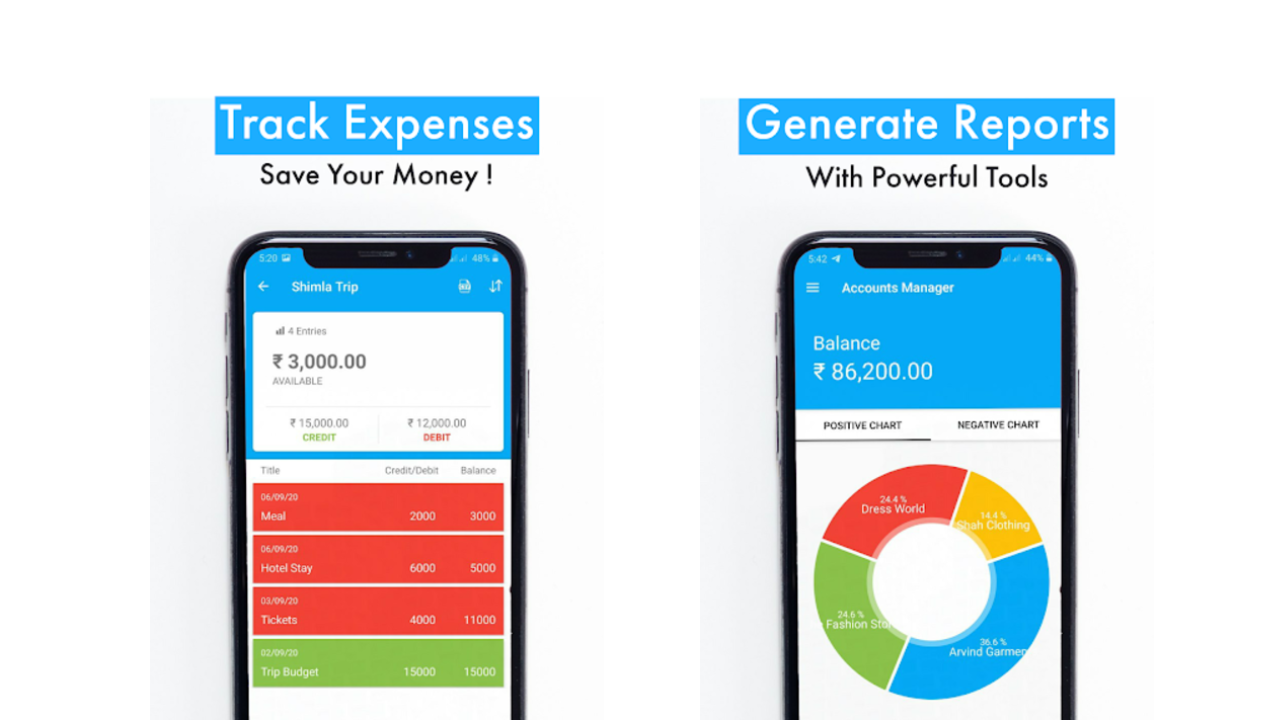 Track Expenses
Save Your Money !
5:20 48%
Shimla Trip
4 Entries
₹ 3,000.00
AVAILABLE
₹ 15,000.00 ₹ 12,000.00
CREDIT DEBIT
Title Credit/Debit Balance
06/09/20
Meal 2000 3000
06/09/20
Hotel Stay 6000 5000
03/09/20
Tickets 4000 11000
02/09/20
Trip Budget 15000 15000
Generate Reports
With Powerful Tools
5:42 44%
Accounts Manager
Balance
₹ 86,200.00
POSITIVE CHART NEGATIVE CHART
24.4 %
Dress World
14.4 %
Shah Clothing
24.6 %
Fashion
36.6 %
Arvind